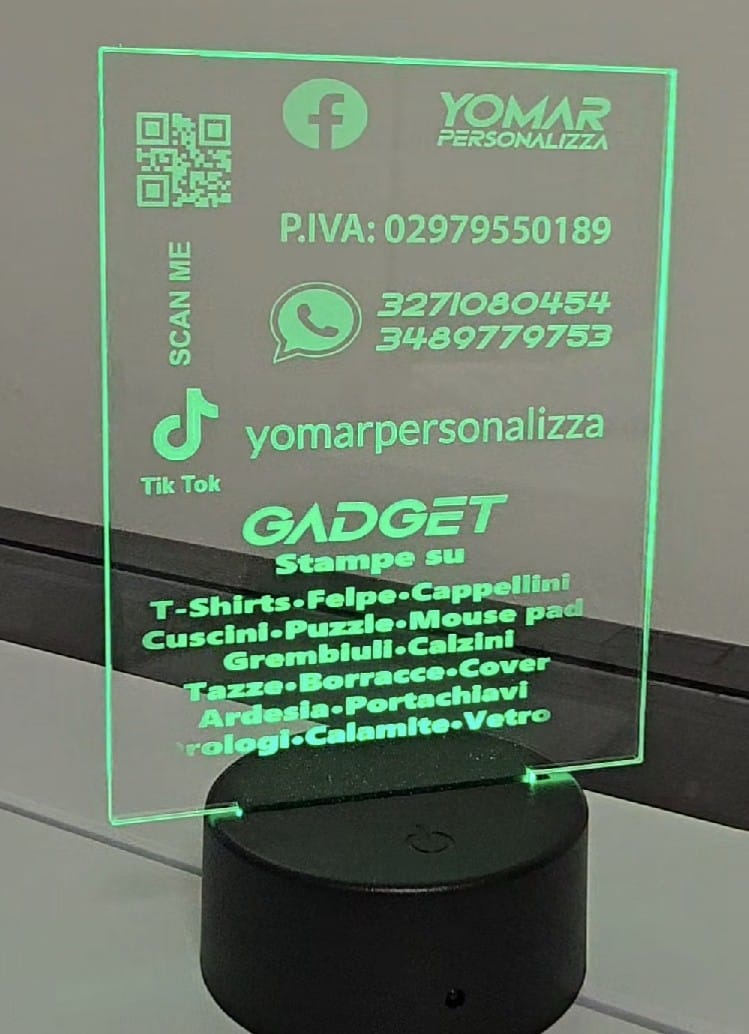 YOMAR
PERSONALIZZA
P.IVA: 02979550189
SCAN ME
3271080454
3489779753
Tik Tok
yomarpersonalizza
GADGET
Stampe su
T-Shirts•Felpe•Cappellini
Cuscini•Puzzle•Mouse pad
Grembiuli•Calzini
Tazze•Borracce•Cover
Ardesia•Portachiavi
rologi•Calamite•Vetro